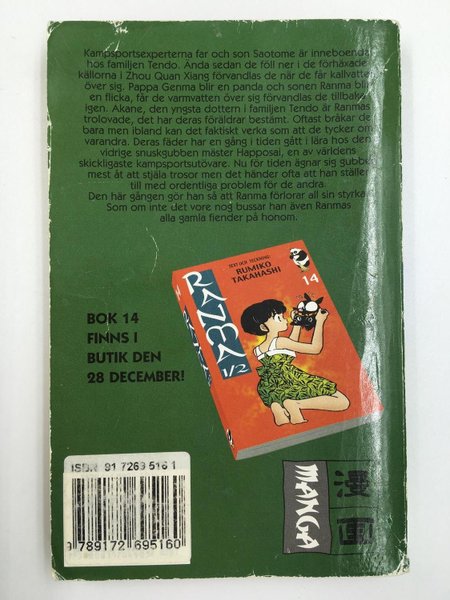 Kampsportsexperterna far och son Saotome är inneboende
hos familjen Tendo. Ända sedan de föll ner i de förhäxade
källorna i Zhou Quan Xiang förvandlas de när de får kallvatten
över sig. Pappa Genma blir en panda och sonen Ranma blir
en flicka, får de varmvatten över sig förvandlas de tillbaka
igen. Akane, den yngsta dottern i familjen Tendo är Ranmas
trolovade, det har deras föräldrar bestämt. Oftast bråkar de
bara men ibland kan det faktiskt verka som att de tycker om
varandra. Deras fäder har en gång i tiden gått i lära hos den
vidrige snuskgubben mäster Happosai, en av världens
skickligaste kampsportsutövare. Nu för tiden ägnar sig gubben
mest åt att stjäla trosor men det händer ofta att han ställer
till med ordentliga problem för de andra.
Den här gången gör han så att Ranma förlorar all sin styrka!
Som om inte det vore nog bussar han även Ranmas
alla gamla fiender på honom.
TEXT OCH TECKNING:
RUMIKO
TAKAHASHI
14
RANMA
1/2
BOK 14
FINNS I
BUTIK DEN
28 DECEMBER!
ISBN 91 7269 516 1
9 789172 695160
MANGA
漫画